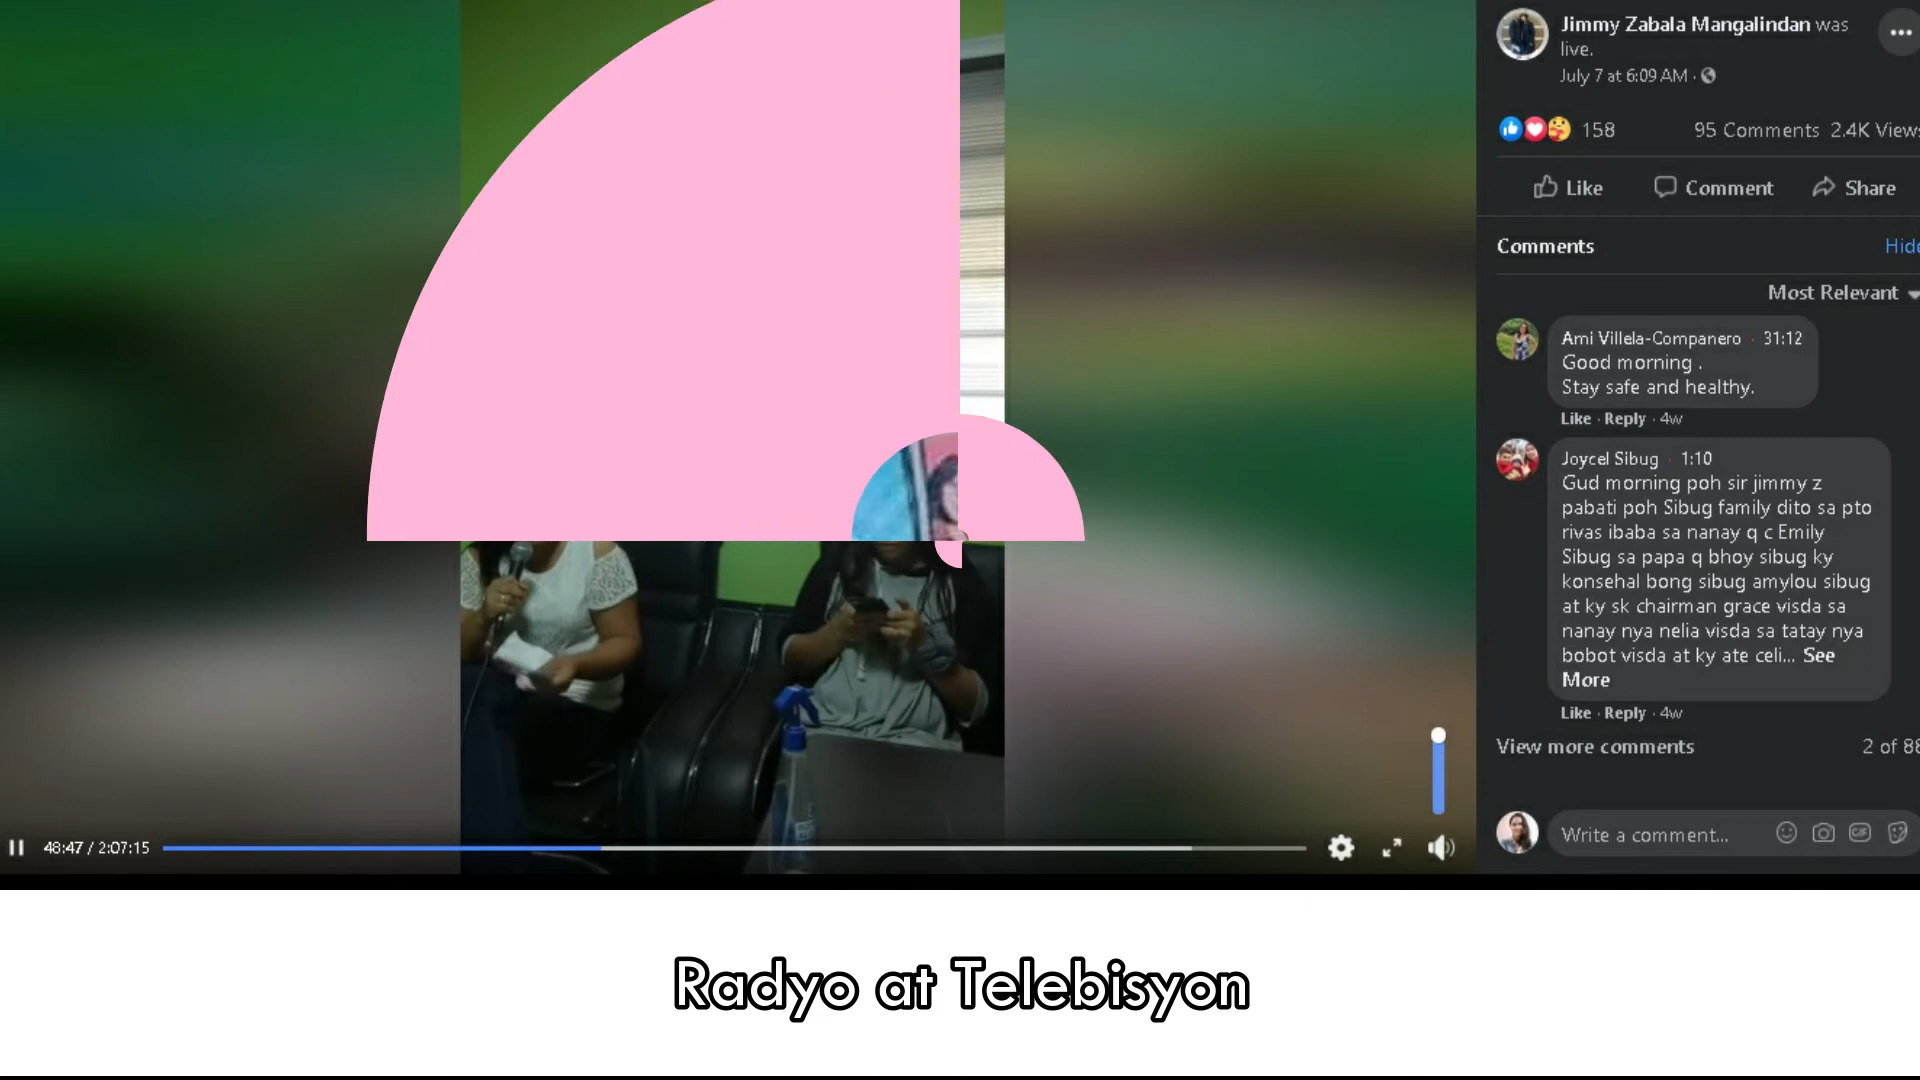 Jimmy Zabala Mangalindan was
live.
July 7 at 6:09 AM ·
158 95 Comments 2.4K Views
Like Comment Share
Comments Hide
Most Relevant
Ami Villela-Companero · 31:12
Good morning .
Stay safe and healthy.
Like · Reply · 4w
Joycel Sibug · 1:10
Gud morning poh sir jimmy z
pabati poh Sibug family dito sa pto
rivas ibaba sa nanay q c Emily
Sibug sa papa q bhoy sibug ky
konsehal bong sibug amylou sibug
at ky sk chairman grace visda sa
nanay nya nelia visda sa tatay nya
bobot visda at ky ate celi... See
More
Like · Reply · 4w
View more comments 2 of 88
Write a comment...
GIF
48:47 / 2:07:15
Radyo at Telebisyon